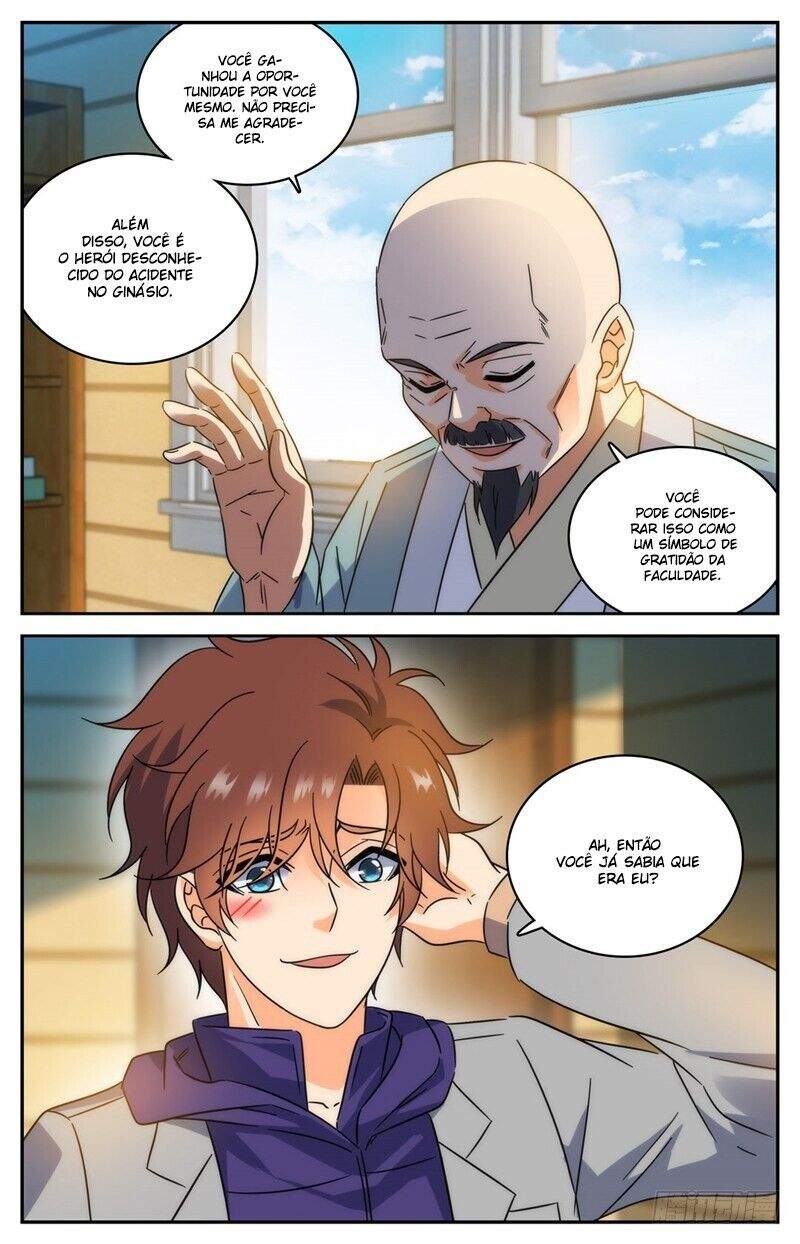 VOCÊ GA-
NHOU A OPOR-
TUNIDADE POR VOCÊ
MESMO. NÃO PRECI-
SA ME AGRADE-
CER.
ALÉM
DISSO, VOCÊ É
O HERÓI DESCONHE-
CIDO DO ACIDENTE
NO GINÁSIO.
VOCÊ
PODE CONSIDE-
RAR ISSO COMO
UM SÍMBOLO DE
GRATIDÃO DA
FACULDADE.
AH, ENTÃO
VOCÊ JÁ SABIA QUE
ERA EU?